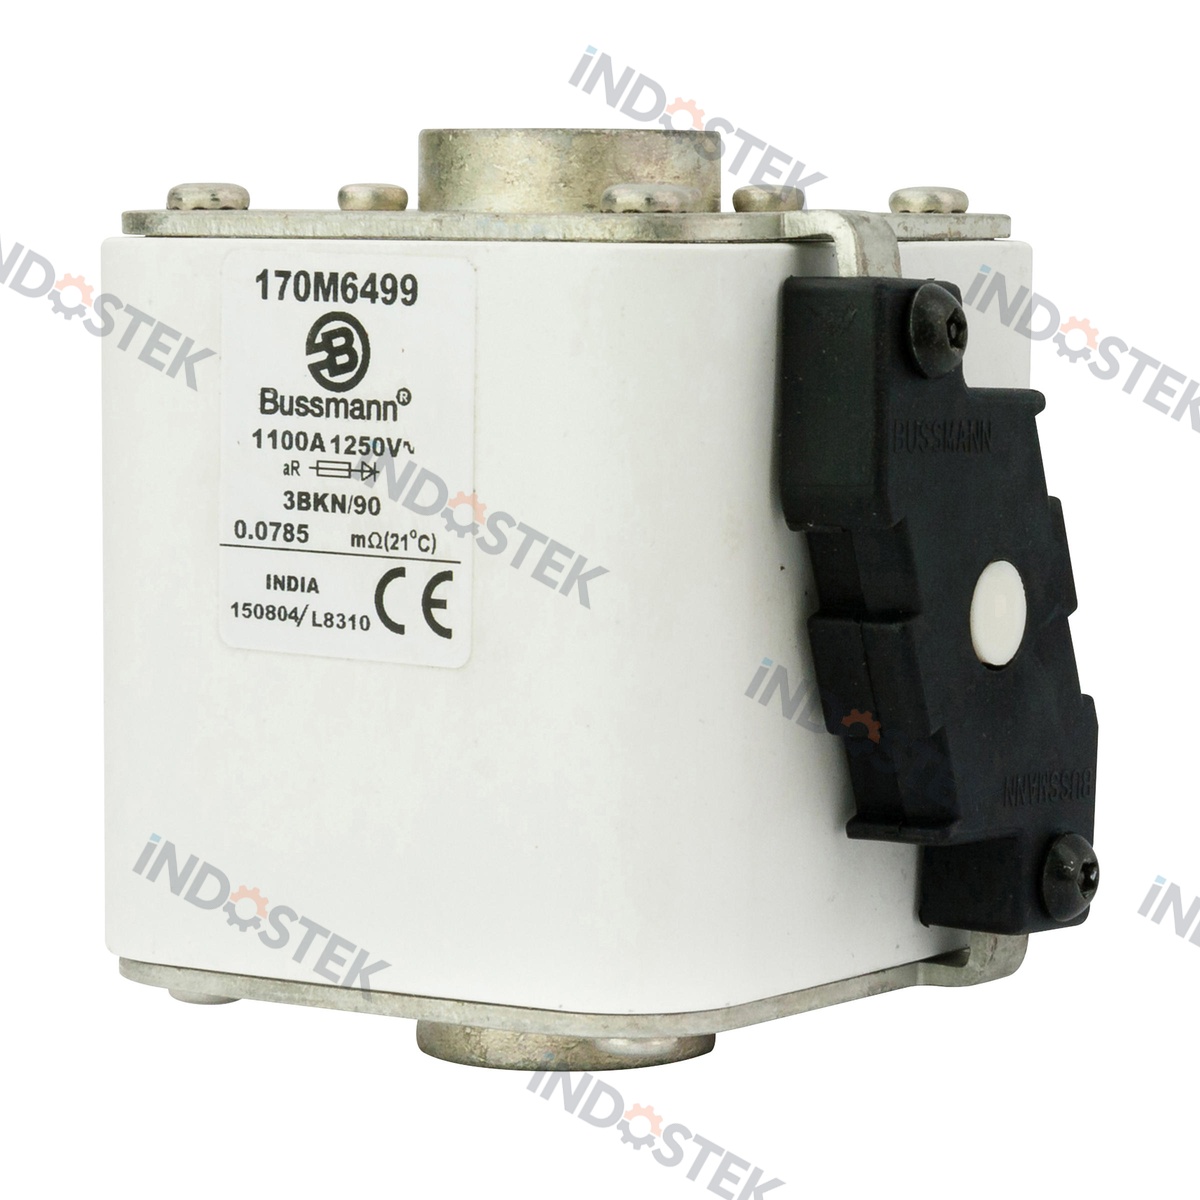 iNDOSTEK
170M6499
iNDOSTEK
iNDOSTEK
B
Bussmann®
1100A 1250V~
BUSSMANN
aR
iNDOSTEK
3BKN/90
0.0785 mΩ(21°C)
INDIA
CE
150804/L8310
iNDOSTEK
BUSSMANN
iNDOSTEK
iNDOSTEK